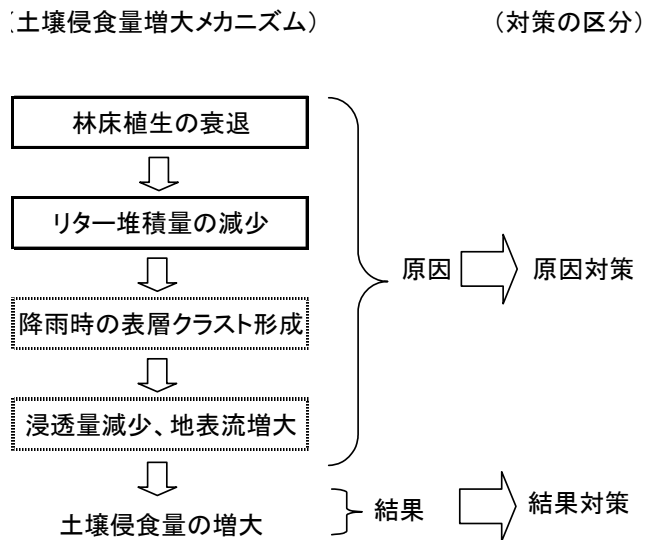 （土壌侵食量増大メカニズム）
（対策の区分）
林床植生の衰退
リター堆積量の減少
降雨時の表層クラスト形成
浸透量減少、地表流増大
原因
原因対策
土壌侵食量の増大
結果
結果対策